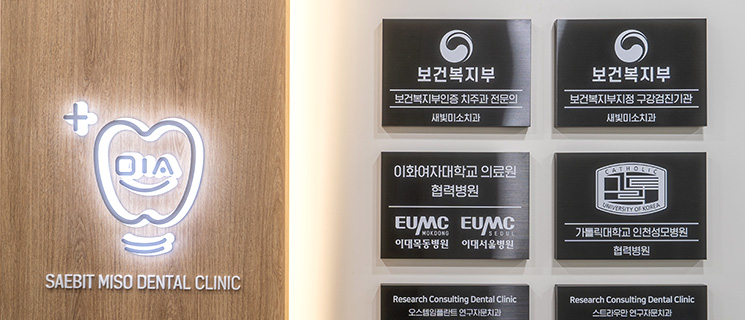 OIA
SAEBIT MISO DENTAL CLINIC
보건복지부
보건복지부인증 치주과 전문의
새빛미소치과
보건복지부
보건복지부지정 구강검진기관
새빛미소치과
이화여자대학교 의료원
협력병원
EUMC EUMC
MOKDONG SEOUL
이대목동병원 이대서울병원
CATHOLIC
UNIVERSITY OF KOREA
가톨릭대학교 인천성모병원
협력병원
Research Consulting Dental Clinic
오스템임플란트 연구자문치과
Research Consulting Dental Clinic
스트라우만 연구자문치과